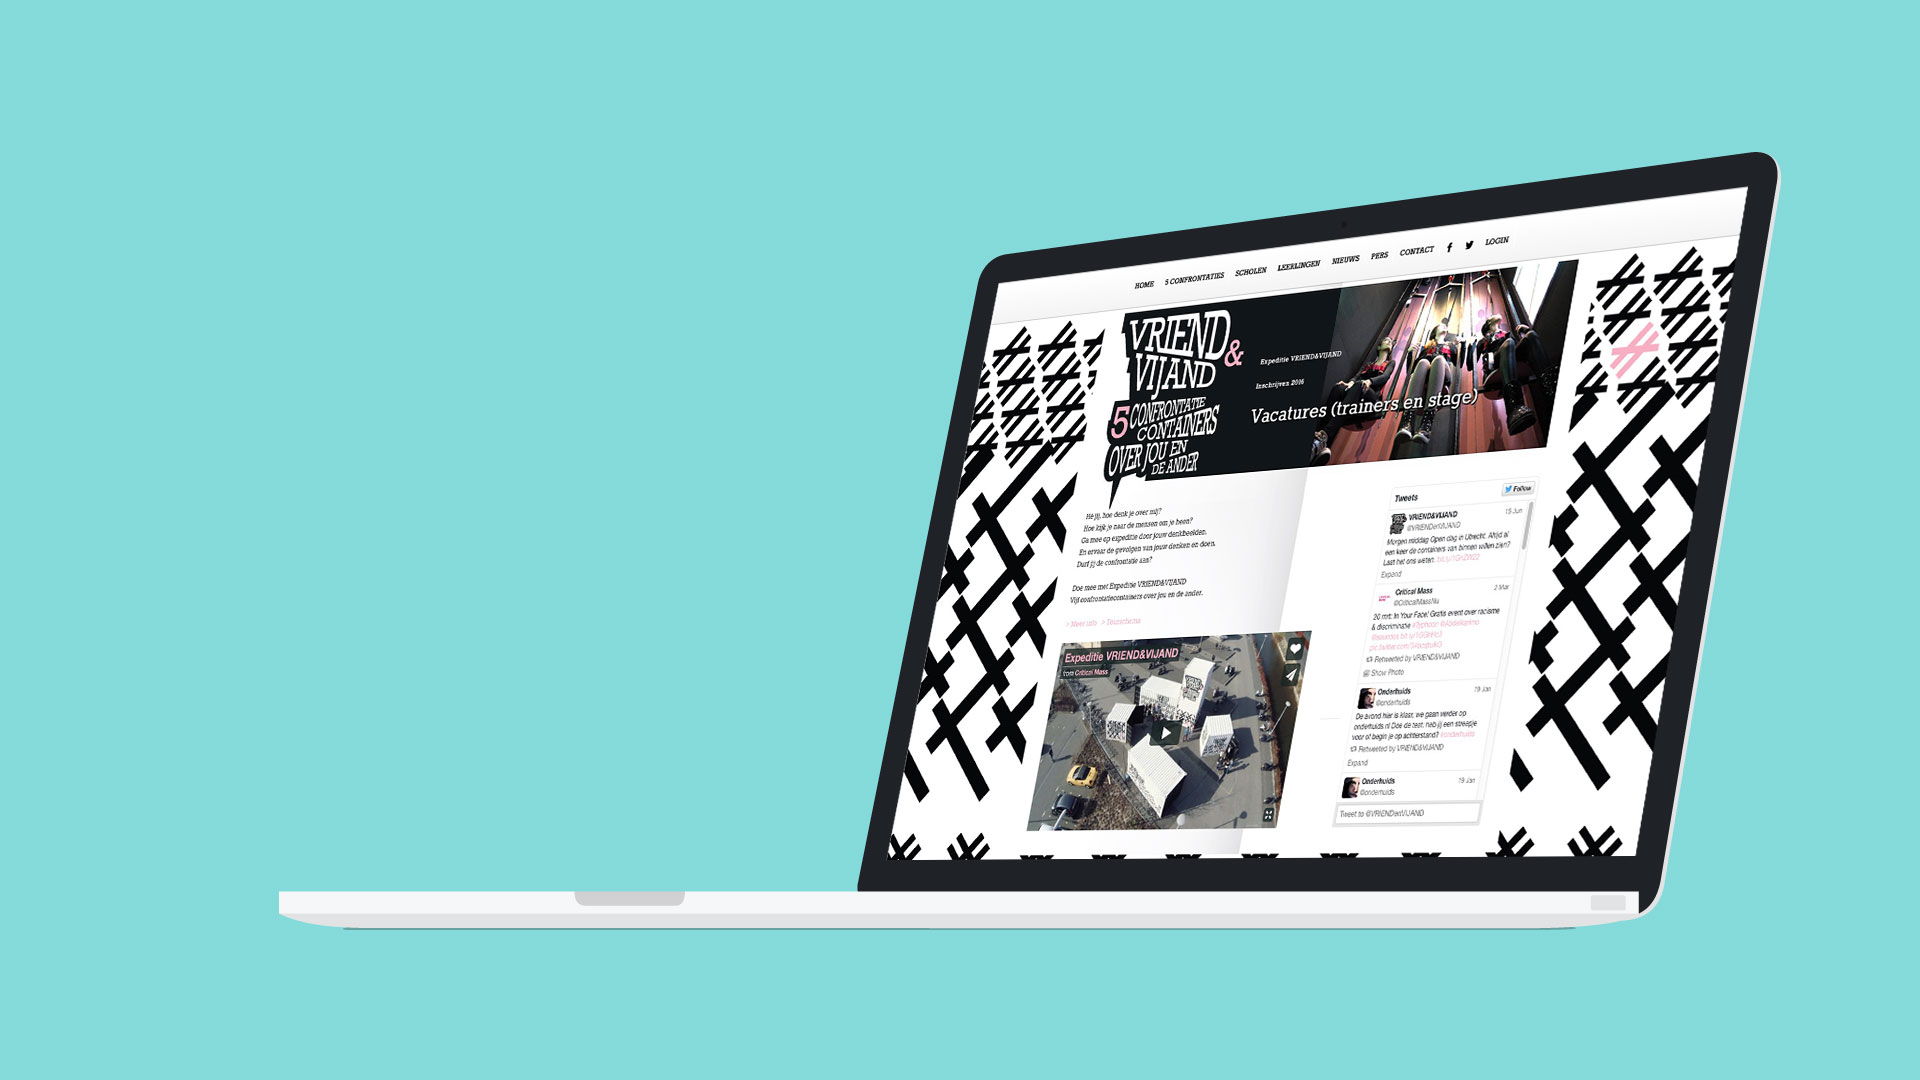 HOME 5 CONFRONTATIES SCHOLEN LEERLINGEN NIEUWS PERS CONTACT LOGIN
VRIEND
&
VIJAND
5 CONFRONTATIE
CONTAINERS
OVER JOU EN
DE ANDER
Expeditie VRIEND&VIJAND
Inschrijven 2016
Vacatures (trainers en stage)
Hé jij, hoe denk je over mij?
Hoe kijk je naar de mensen om je heen?
Ga mee op expeditie door jouw denkbeelden.
En ervaar de gevolgen van jouw denken en doen.
Durf jij de confrontatie aan?
Doe mee met Expeditie VRIEND&VIJAND
Vijf confrontatiecontainers over jou en de ander.
> Meer info > Tourschema
Expeditie VRIEND&VIJAND
from Critical Mass
Tweets Follow
VRIEND&VIJAND 15 Jun
@VRIENDenVIJAND
Morgen middag Open dag in Utrecht. Altijd al
een keer de containers van binnen willen zien?
Last het ons weten.
Expand
Critical Mass 2 Mar
@CriticalMassNu
20 mrt: In Your Face! Gratis event over racisme
& discriminatie #Typhoon
Retweeted by VRIEND&VIJAND
Show Photo
Onderhuids 19 Jan
@onderhuids
De avond hier is klaar, we gaan verder op
onderhuids.nl Doe de test, heb jij een streepje
voor of begin je op achterstand? #onderhuids
Retweeted by VRIEND&VIJAND
Expand
Onderhuids 19 Jan
@onderhuids
Tweet to @VRIENDenVIJAND